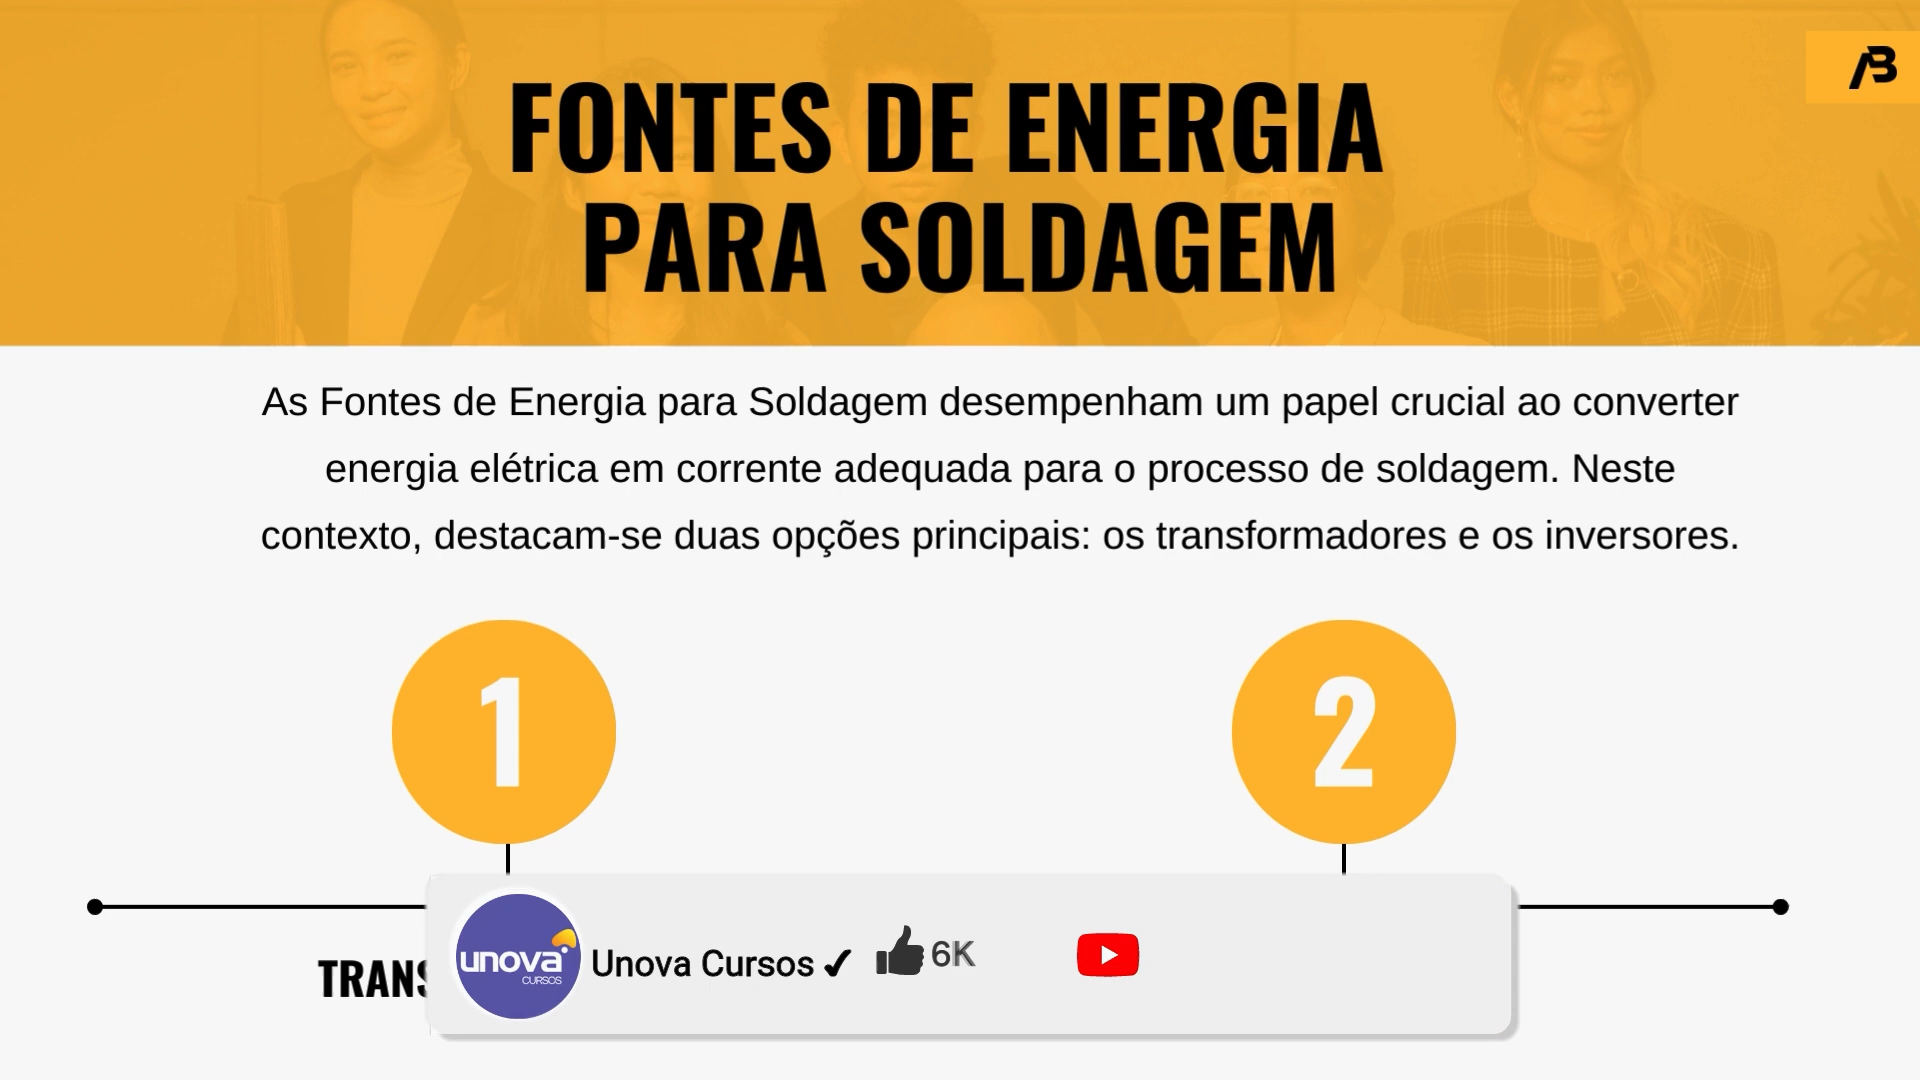 FONTES DE ENERGIA
PARA SOLDAGEM
As Fontes de Energia para Soldagem desempenham um papel crucial ao converter
energia elétrica em corrente adequada para o processo de soldagem. Neste
contexto, destacam-se duas opções principais: os transformadores e os inversores.
1
2
TRANS
unova
CURSOS
Unova Cursos ✔
6K